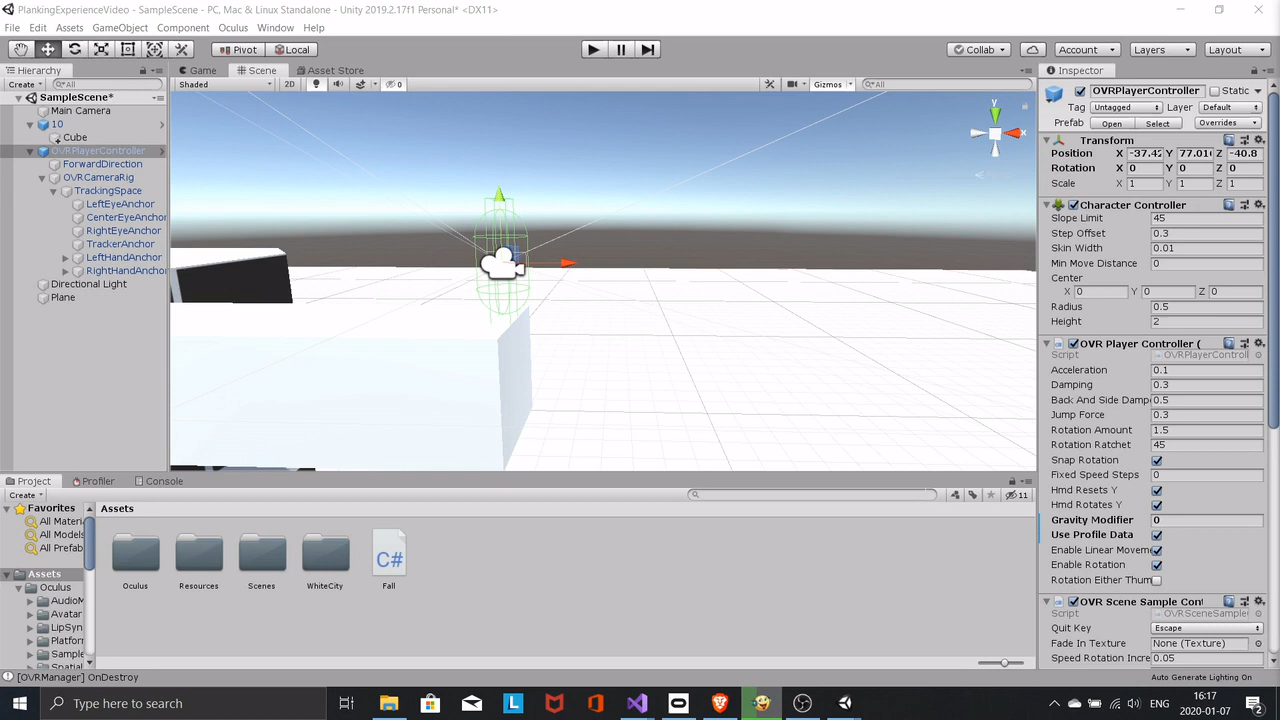 PlankingExperienceVideo - SampleScene - PC, Mac & Linux Standalone - Unity 2019.2.17f1 Personal* <DX11>
File Edit Assets GameObject Component Oculus Window Help
Pivot Local Collab Account Layers Layout
Hierarchy
Create All
SampleScene*
Main Camera
10
Cube
OVRPlayerController
ForwardDirection
OVRCameraRig
TrackingSpace
LeftEyeAnchor
CenterEyeAnchor
RightEyeAnchor
TrackerAnchor
LeftHandAnchor
RightHandAnchor
Directional Light
Plane
Game Scene Asset Store
Shaded 2D 0 Gizmos All
y
x
Inspector
OVRPlayerController Static
Tag Untagged Layer Default
Prefab Open Select Overrides
Transform
Position X -37.42 Y 77.016 Z -40.8
Rotation X 0 Y 0 Z 0
Scale X 1 Y 1 Z 1
Character Controller
Slope Limit 45
Step Offset 0.3
Skin Width 0.01
Min Move Distance 0
Center
X 0 Y 0 Z 0
Radius 0.5
Height 2
OVR Player Controller (
Script OVRPlayerControll
Acceleration 0.1
Damping 0.3
Back And Side Dampe 0.5
Jump Force 0.3
Rotation Amount 1.5
Rotation Ratchet 45
Snap Rotation
Fixed Speed Steps 0
Hmd Resets Y
Hmd Rotates Y
Gravity Modifier 0
Use Profile Data
Enable Linear Movem
Enable Rotation
Rotation Either Thum
OVR Scene Sample Cont
Script OVRSceneSample
Quit Key Escape
Fade In Texture None (Texture)
Speed Rotation Incre 0.05
Auto Generate Lighting On
Project Profiler Console
Create 11
Favorites
All Materi
All Models
All Prefab
Assets
Oculus
AudioM
Avatar
LipSyn
Platforn
Sample
Spatial
Assets
Oculus Resources Scenes WhiteCity Fall
C#
[OVRManager] OnDestroy
Type here to search
ENG
16:17
2020-01-07
2